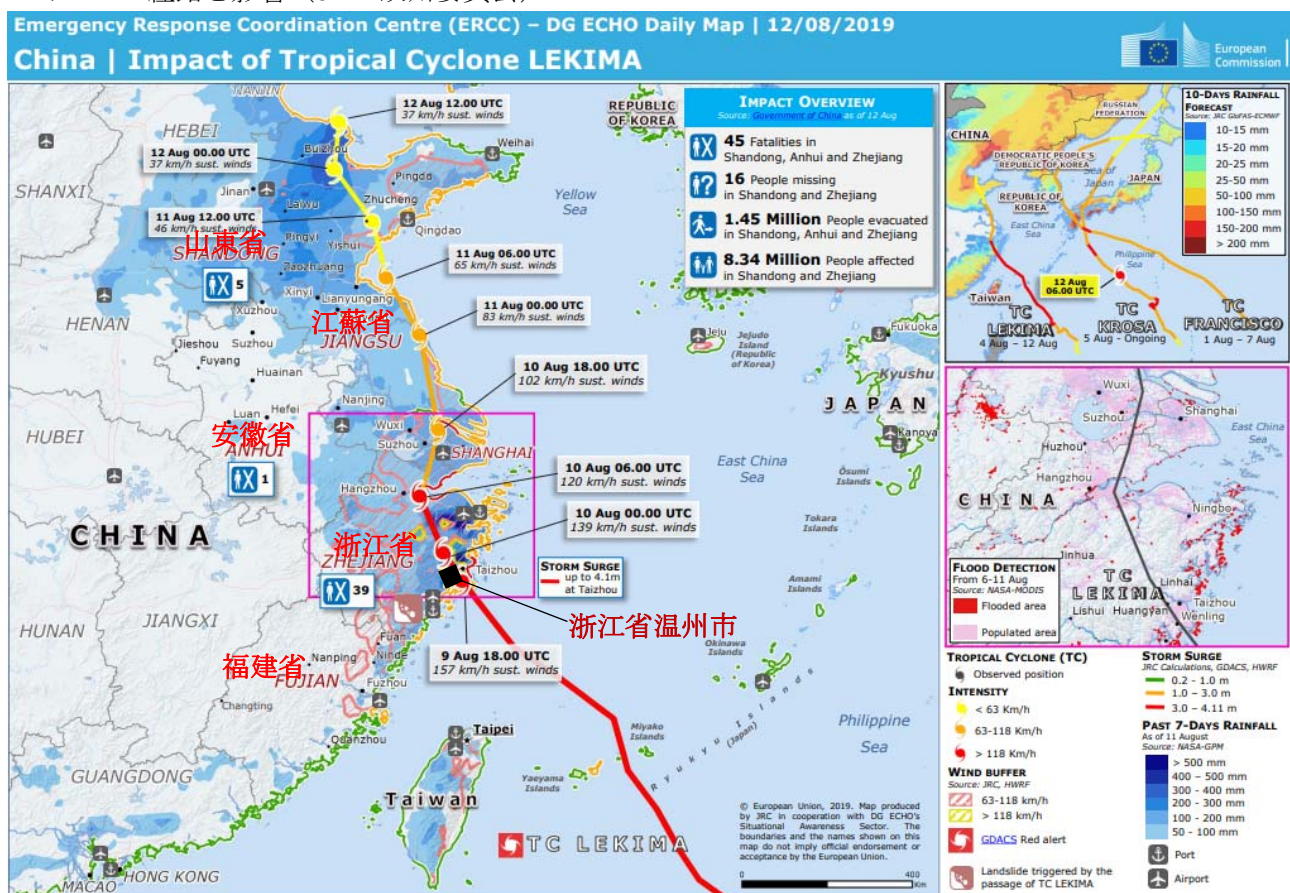 Emergency Response Coordination Centre (ERCC) – DG ECHO Daily Map | 12/08/2019
China | Impact of Tropical Cyclone LEKIMA
European
Commission
TIANJIN
HEBEI
SHANXI
Buizhou
Jinan
Laiwu
Weihai
Pingdu
Zhucheng
Qingdao
Pingyi
Yishui
山東省
SHANDONG
5
Zaozhuang
Xinyi
Lianyungang
Xuzhou
HENAN
Jieshou
Suzhou
Fuyang
Huainan
江蘇省
JIANGSU
Nanjing
Luan
Hefei
安徽省
ANHUI
1
HUBEI
Wuxi
Suzhou
SHANGHAI
Hangzhou
CHINA
浙江省
ZHEJIANG
39
Taizhou
浙江省温州市
HUNAN
JIANGXI
福建省
FUJIAN
Nanping
Fuan
Ninde
Fuzhou
Changting
Quanzhou
GUANGDONG
HONG KONG
MACAO
Taipei
Taiwan
12 Aug 12.00 UTC
37 km/h sust. winds
12 Aug 00.00 UTC
37 km/h sust. winds
11 Aug 12.00 UTC
46 km/h sust. winds
11 Aug 06.00 UTC
65 km/h sust. winds
11 Aug 00.00 UTC
83 km/h sust. winds
10 Aug 18.00 UTC
102 km/h sust. winds
10 Aug 06.00 UTC
120 km/h sust. winds
10 Aug 00.00 UTC
139 km/h sust. winds
9 Aug 18.00 UTC
157 km/h sust. winds
STORM SURGE
up to 4.1m
at Taizhou
REPUBLIC
OF KOREA
Yellow
Sea
Jeju
Jejudo
Island
(Republic
of Korea)
Fukuoka
Kyushu
JAPAN
Kanoya
East China
Sea
Ōsumi
Islands
Tokara
Islands
Amami
Islands
Okinawa
Islands
Miyako
Islands
Yaeyama
Islands
Ryukyu Islands
(Japan)
Philippine
Sea
TC LEKIMA
IMPACT OVERVIEW
Source: Government of China as of 12 Aug
45 Fatalities in
Shandong, Anhui and Zhejiang
16 People missing
in Shandong and Zhejiang
1.45 Million People evacuated
in Shandong, Anhui and Zhejiang
8.34 Million People affected
in Shandong and Zhejiang
© European Union, 2019. Map produced
by JRC in cooperation with DG ECHO's
Situational Awareness Sector. The
boundaries and the names shown on this
map do not imply official endorsement or
acceptance by the European Union.
0
400
Km
RUSSIAN
FEDERATION
CHINA
DEMOCRATIC PEOPLE'S
REPUBLIC OF KOREA
Sea of
Japan
JAPAN
REPUBLIC OF
KOREA
East China
Sea
Philippine
Sea
12 Aug
06.00 UTC
Taiwan
TC
LEKIMA
4 Aug – 12 Aug
TC
KROSA
5 Aug - Ongoing
TC
FRANCISCO
1 Aug – 7 Aug
10-DAYS RAINFALL
FORECAST
Source: JRC GloFAS-ECMWF
10-15 mm
15-20 mm
20-25 mm
25-50 mm
50-100 mm
100-150 mm
150-200 mm
> 200 mm
Wuxi
Suzhou
Shanghai
East China
Sea
Huzhou
Hangzhou
CHINA
Ningbo
Jinhua
TC
LEKIMA
Linhai
Taizhou
Lishui
Huangyan
Wenling
FLOOD DETECTION
From 6-11 Aug
Source: NASA-MODIS
Flooded area
Populated area
TROPICAL CYCLONE (TC)
Observed position
INTENSITY
< 63 Km/h
63-118 Km/h
> 118 Km/h
WIND BUFFER
Source: JRC, HWRF
63-118 km/h
> 118 km/h
GDACS Red alert
Landslide triggered by the
passage of TC LEKIMA
STORM SURGE
JRC Calculations, GDACS, HWRF
0.2 - 1.0 m
1.0 – 3.0 m
3.0 – 4.11 m
PAST 7-DAYS RAINFALL
As of 11 August
Source: NASA-GPM
> 500 mm
400 – 500 mm
300 - 400 mm
200 - 300 mm
100 - 200 mm
50 - 100 mm
Port
Airport